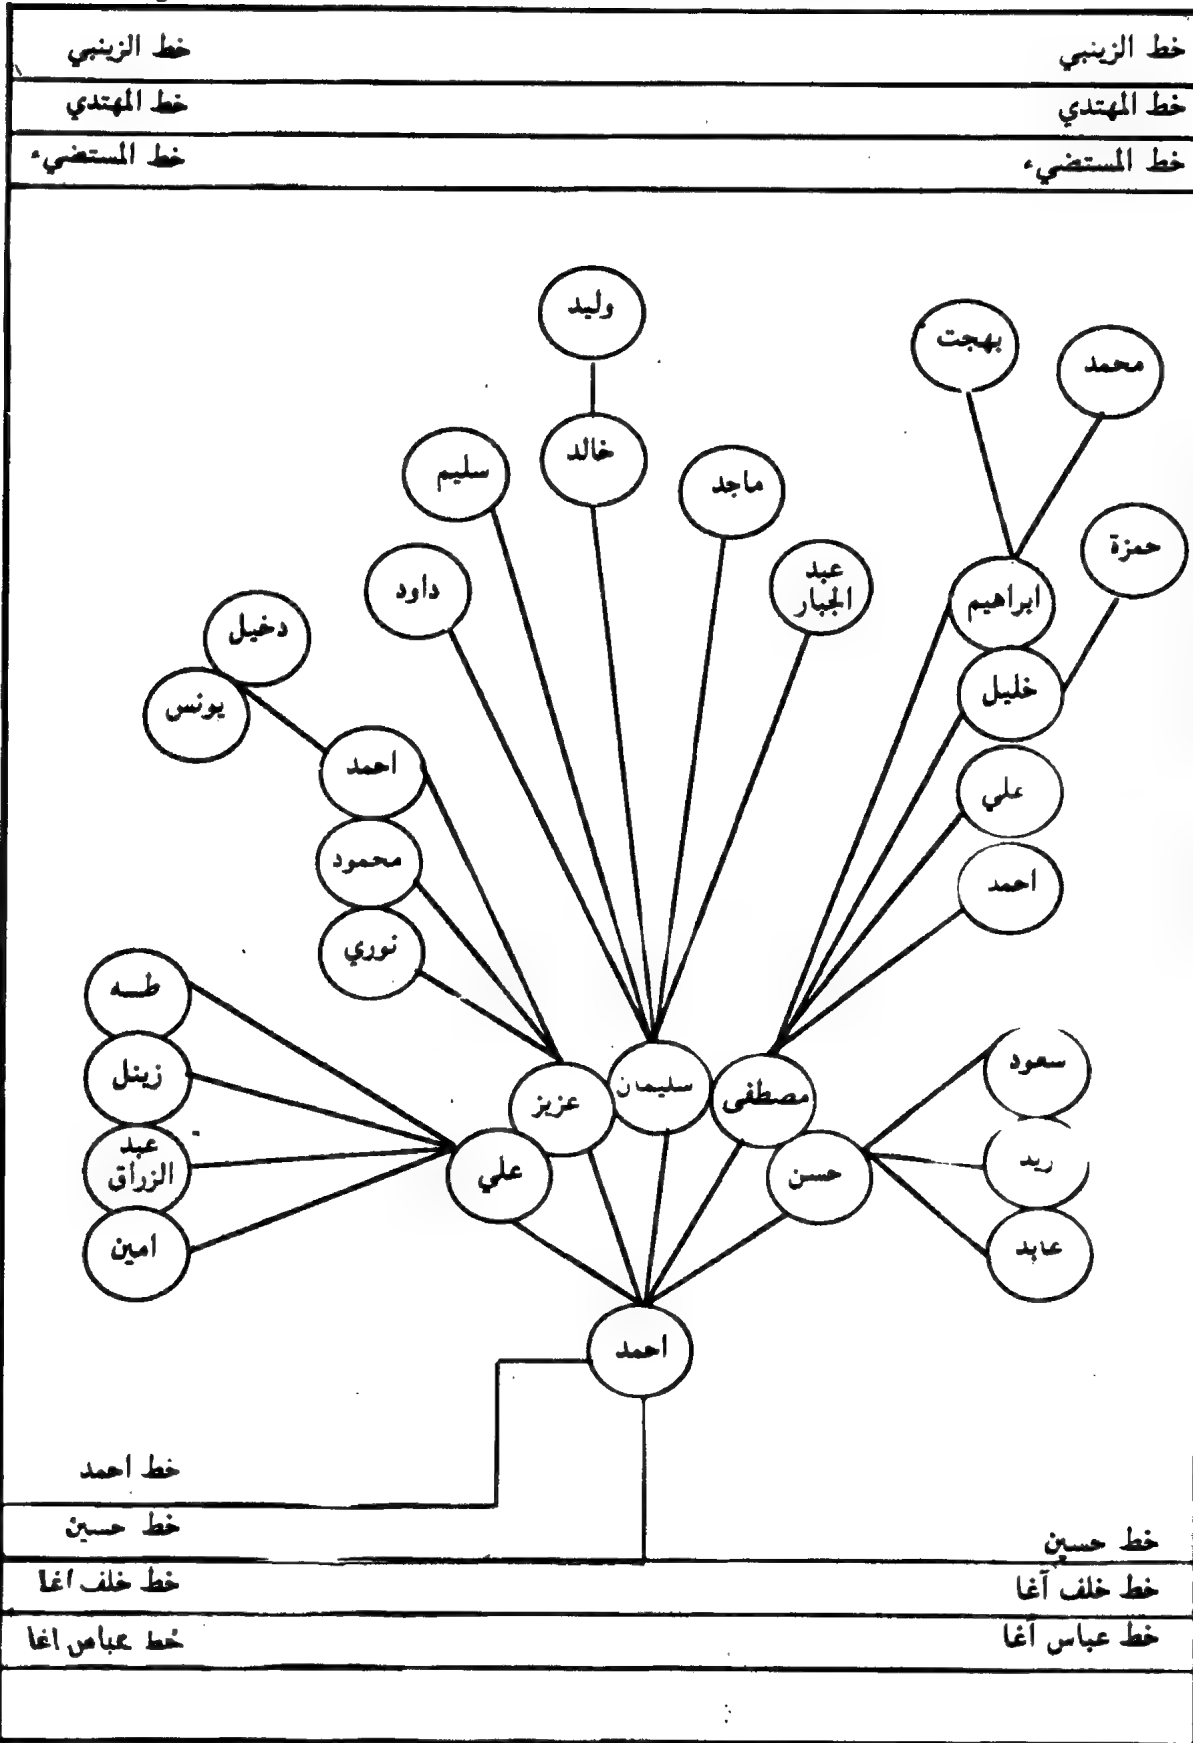 خط الزينبي
خط الزينبي
خط المهتدي
خط المهتدي
خط المستضيء
خط المستضيء
وليد
بهجت
محمد
خالد
سليم
ماجد
حمزة
عبد
الجبار
داود
ابراهيم
دخيل
يونس
خليل
احمد
علي
محمود
احمد
نوري
طسه
سعود
زينل
سليمان
مصطفى
عزيز
عبد
الزراق
علي
حسن
عابد
امين
احمد
خط احمد
خط حسين
خط حسين
خط خلف آغا
خط خلف اغا
خط عباس آغا
خط عباس اغا